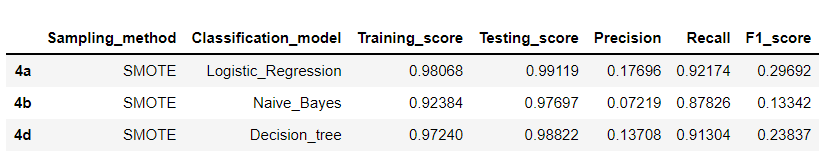 Sampling_method Classification_model Training_score Testing_score Precision Recall F1_score
4a SMOTE Logistic_Regression 0.98068 0.99119 0.17696 0.92174 0.29692
4b SMOTE Naive_Bayes 0.92384 0.97697 0.07219 0.87826 0.13342
4d SMOTE Decision_tree 0.97240 0.98822 0.13708 0.91304 0.23837